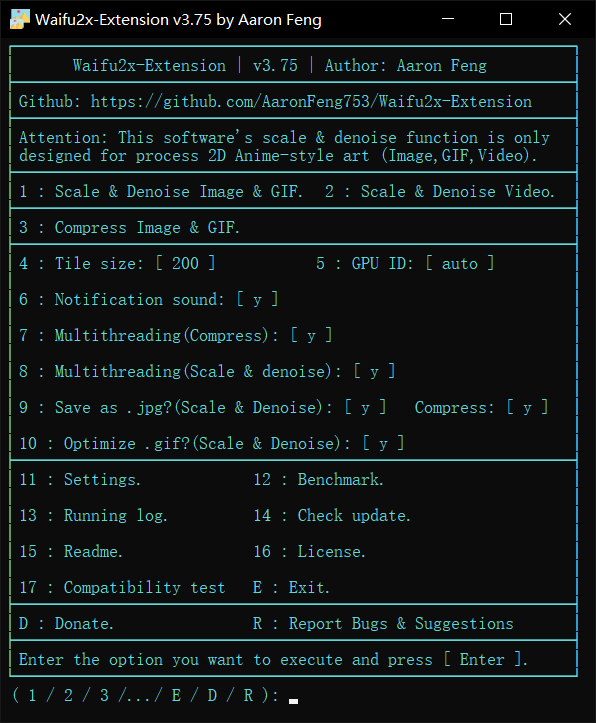 Waifu2x-Extension v3.75 by Aaron Feng
Waifu2x-Extension | v3.75 | Author: Aaron Feng
Github: https://github.com/AaronFeng753/Waifu2x-Extension
Attention: This software's scale & denoise function is only
designed for process 2D Anime-style art (Image,GIF,Video).
1 : Scale & Denoise Image & GIF.  2 : Scale & Denoise Video.
3 : Compress Image & GIF.
4 : Tile size: [ 200 ]           5 : GPU ID: [ auto ]
6 : Notification sound: [ y ]
7 : Multithreading(Compress): [ y ]
8 : Multithreading(Scale & denoise): [ y ]
9 : Save as .jpg?(Scale & Denoise): [ y ]   Compress: [ y ]
10 : Optimize .gif?(Scale & Denoise): [ y ]
11 : Settings.            12 : Benchmark.
13 : Running log.         14 : Check update.
15 : Readme.              16 : License.
17 : Compatibility test   E : Exit.
D : Donate.               R : Report Bugs & Suggestions
Enter the option you want to execute and press [ Enter ].
( 1 / 2 / 3 /.../ E / D / R ):